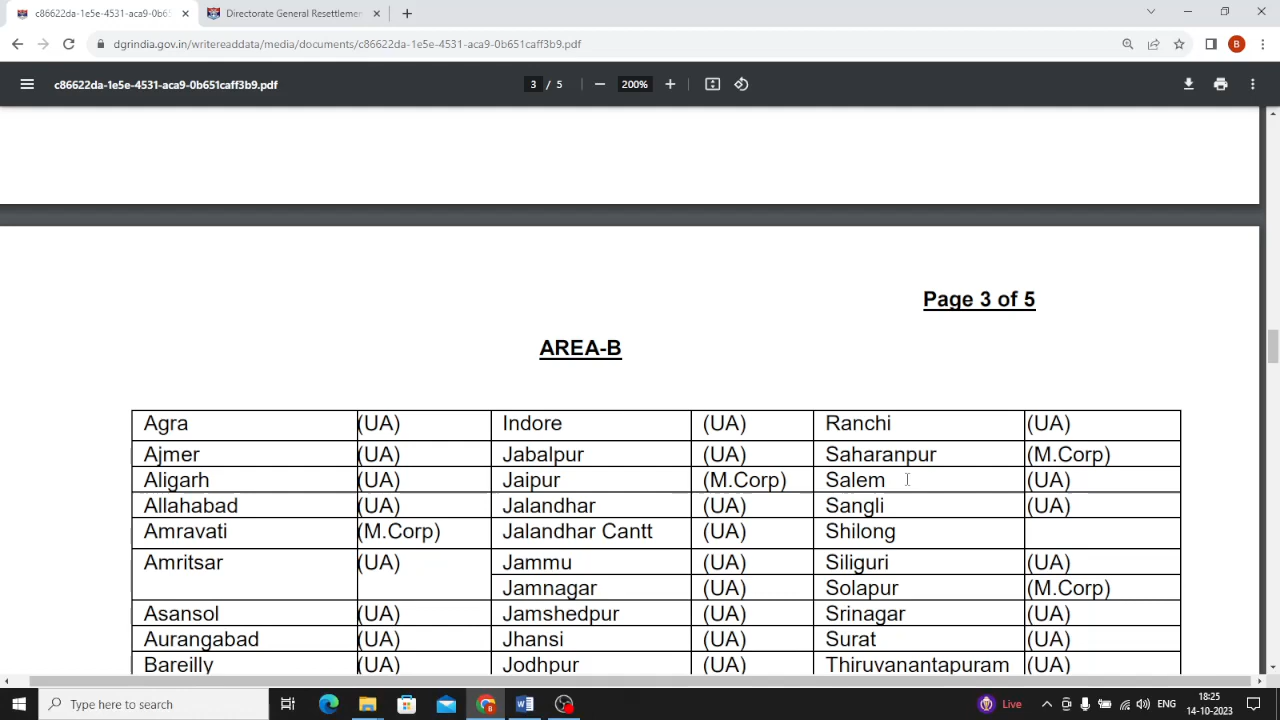 c86622da-1e5e-4531-aca9-0b65 Directorate General Resettlemen
dgrindia.gov.in/writereaddata/media/documents/c86622da-1e5e-4531-aca9-0b651caff3b9.pdf B
c86622da-1e5e-4531-aca9-0b651caff3b9.pdf 3 / 5 200%
Page 3 of 5
AREA-B
Agra (UA) Indore (UA) Ranchi (UA)
Ajmer (UA) Jabalpur (UA) Saharanpur (M.Corp)
Aligarh (UA) Jaipur (M.Corp) Salem (UA)
Allahabad (UA) Jalandhar (UA) Sangli (UA)
Amravati (M.Corp) Jalandhar Cantt (UA) Shilong
Amritsar (UA) Jammu (UA) Siliguri (UA)
Jamnagar (UA) Solapur (M.Corp)
Asansol (UA) Jamshedpur (UA) Srinagar (UA)
Aurangabad (UA) Jhansi (UA) Surat (UA)
Bareilly (UA) Jodhpur (UA) Thiruvanantapuram (UA)
Type here to search Live ENG 18:25
14-10-2023